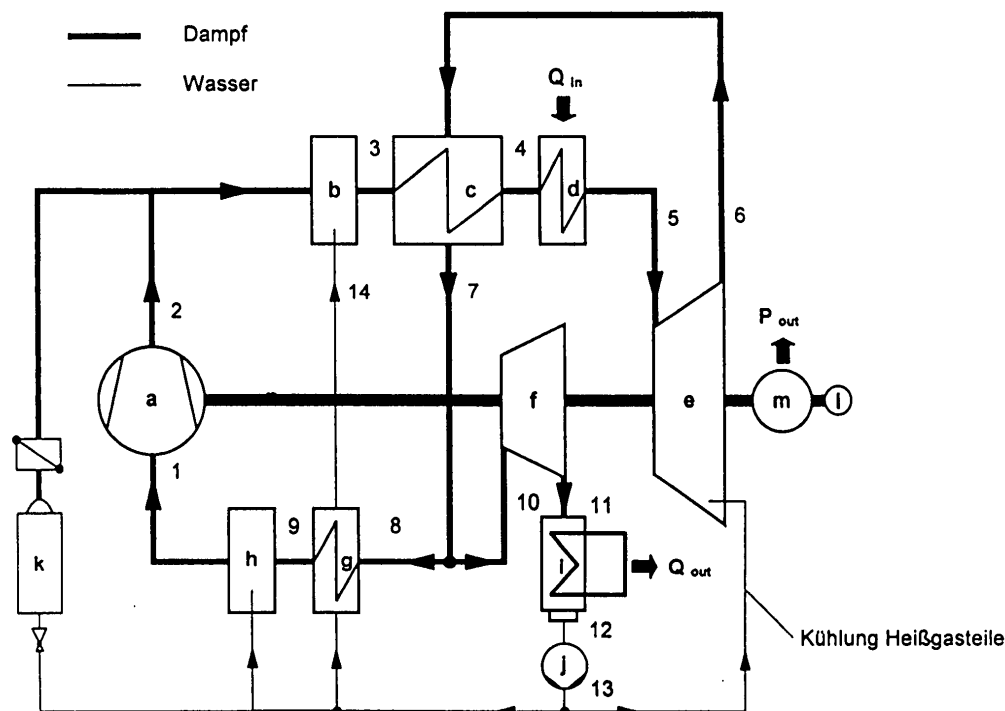 Dampf
Wasser
Q In
b
3
c
4
d
5
6
14
7
2
P out
a
f
e
m
l
1
10
11
9
8
h
g
i
Q out
k
12
j
13
Kühlung Heißgasteile